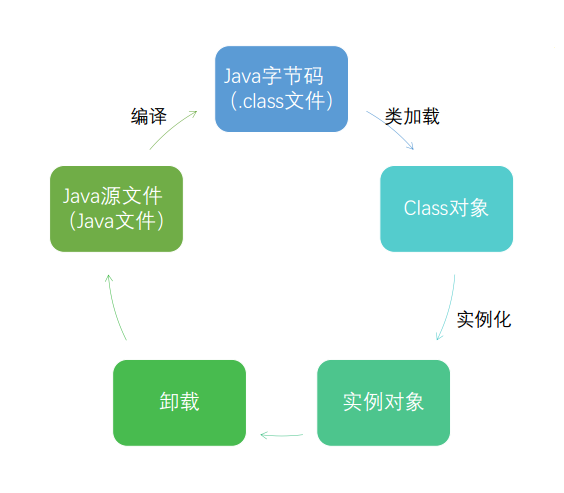 Java字节码
（.class文件）
编译
类加载
Java源文件
（Java文件）
Class对象
实例化
卸载
实例对象